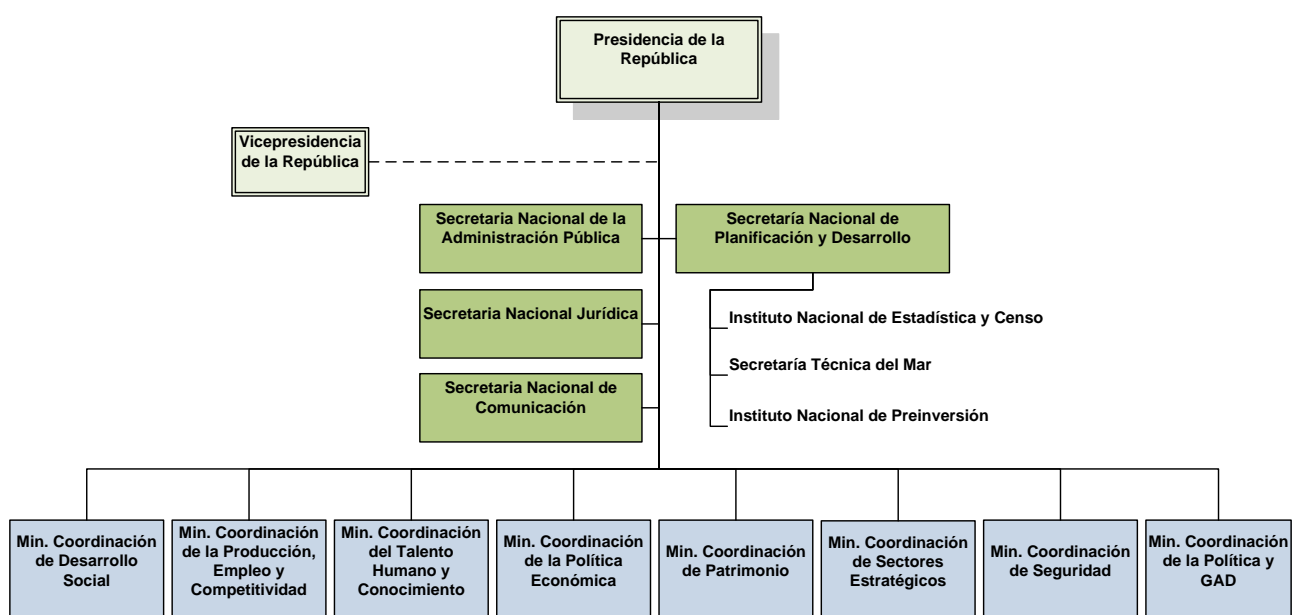 Presidencia de la
República
Vicepresidencia
de la República
Secretaria Nacional de la
Administración Pública
Secretaría Nacional de
Planificación y Desarrollo
Secretaria Nacional Jurídica
Instituto Nacional de Estadística y Censo
Secretaría Técnica del Mar
Secretaria Nacional de
Comunicación
Instituto Nacional de Preinversión
Min. Coordinación
de Desarrollo
Social
Min. Coordinación
de la Producción,
Empleo y
Competitividad
Min. Coordinación
del Talento
Humano y
Conocimiento
Min. Coordinación
de la Política
Económica
Min. Coordinación
de Patrimonio
Min. Coordinación
de Sectores
Estratégicos
Min. Coordinación
de Seguridad
Min. Coordinación
de la Política y
GAD